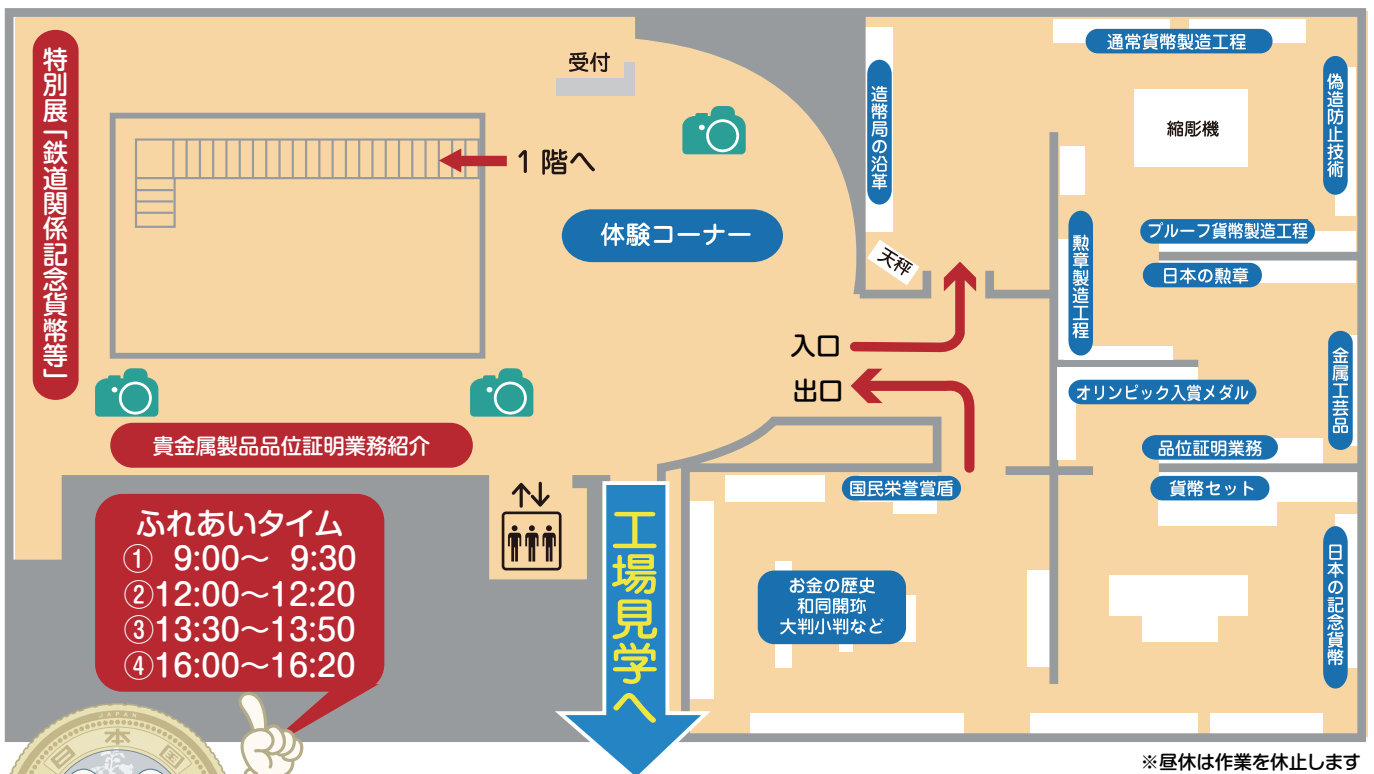 特別展「鉄道関係記念貨幣等」
受付
1階へ
体験コーナー
造幣局の沿革
天秤
通常貨幣製造工程
偽造防止技術
縮彫機
プルーフ貨幣製造工程
日本の勲章
勲章製造工程
入口
出口
金属工芸品
オリンピック入賞メダル
品位証明業務
貨幣セット
国民栄誉賞盾
お金の歴史
和同開珎
大判小判など
日本の記念貨幣
貴金属製品品位証明業務紹介
ふれあいタイム
① 9:00〜 9:30
②12:00〜12:20
③13:30〜13:50
④16:00〜16:20
工場見学へ
JAPAN
日本国
※昼休は作業を休止します